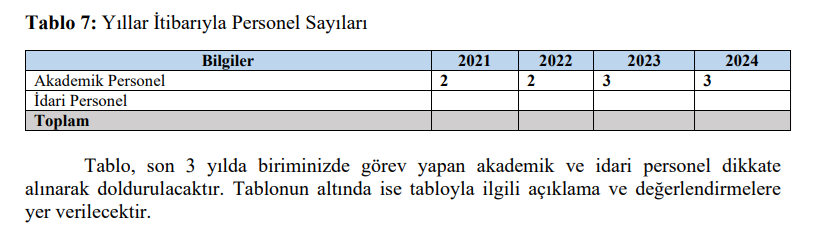 Tablo 7: Yıllar İtibarıyla Personel Sayıları
Bilgiler 2021 2022 2023 2024
Akademik Personel 2 2 3 3
İdari Personel
Toplam
Tablo, son 3 yılda biriminizde görev yapan akademik ve idari personel dikkate
alınarak doldurulacaktır. Tablonun altında ise tabloyla ilgili açıklama ve değerlendirmelere
yer verilecektir.